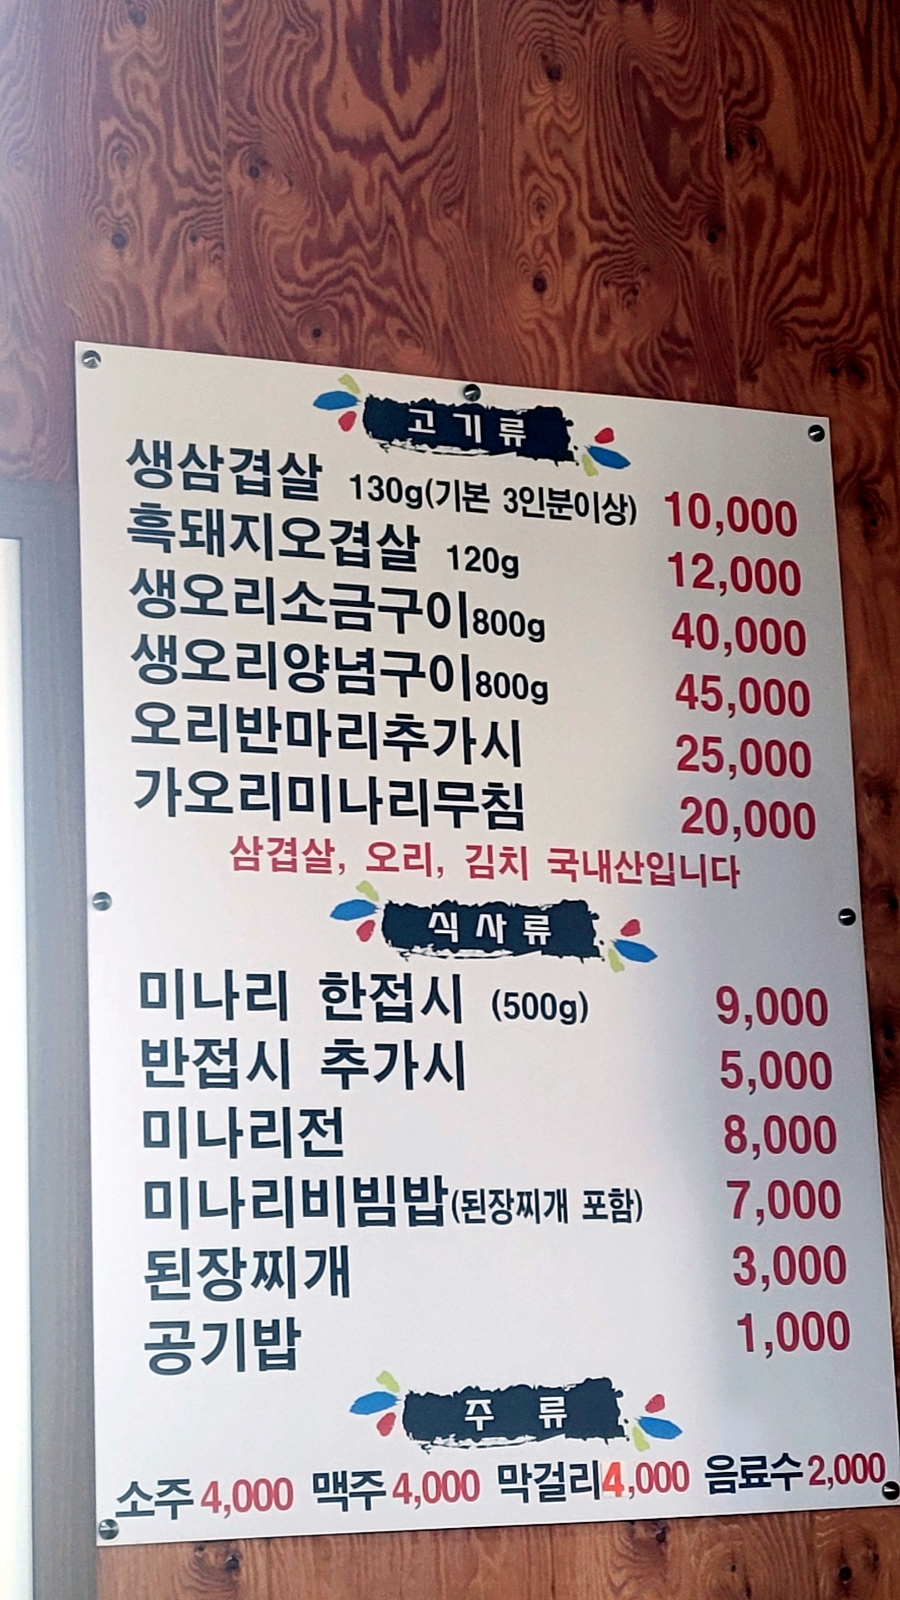 고기류
생삼겹살 130g(기본 3인분이상) 10,000
흑돼지오겹살 120g 12,000
생오리소금구이800g 40,000
생오리양념구이800g 45,000
오리반마리추가시 25,000
가오리미나리무침 20,000
삼겹살, 오리, 김치 국내산입니다
식사류
미나리 한접시 (500g) 9,000
반접시 추가시 5,000
미나리전 8,000
미나리비빔밥(된장찌개 포함) 7,000
된장찌개 3,000
공기밥 1,000
주 류
소주 4,000 맥주 4,000 막걸리4,000 음료수 2,000